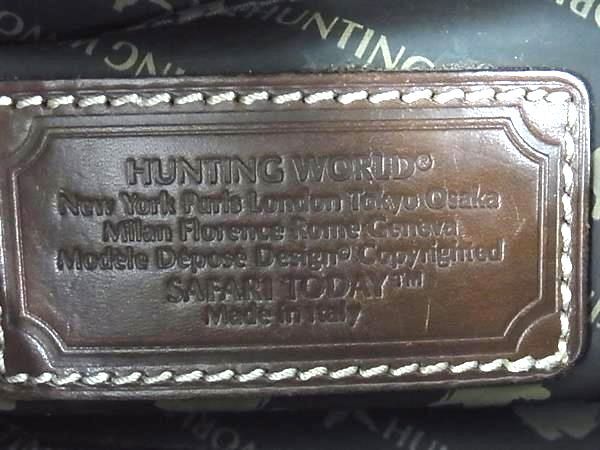 HUNTING
HUNTING WORLD®
New York Paris London Tokyo Osaka
Milan Florence Rome Geneva
Modèle Depose Design® Copyrighted
SAFARI TODAY™
Made in Italy